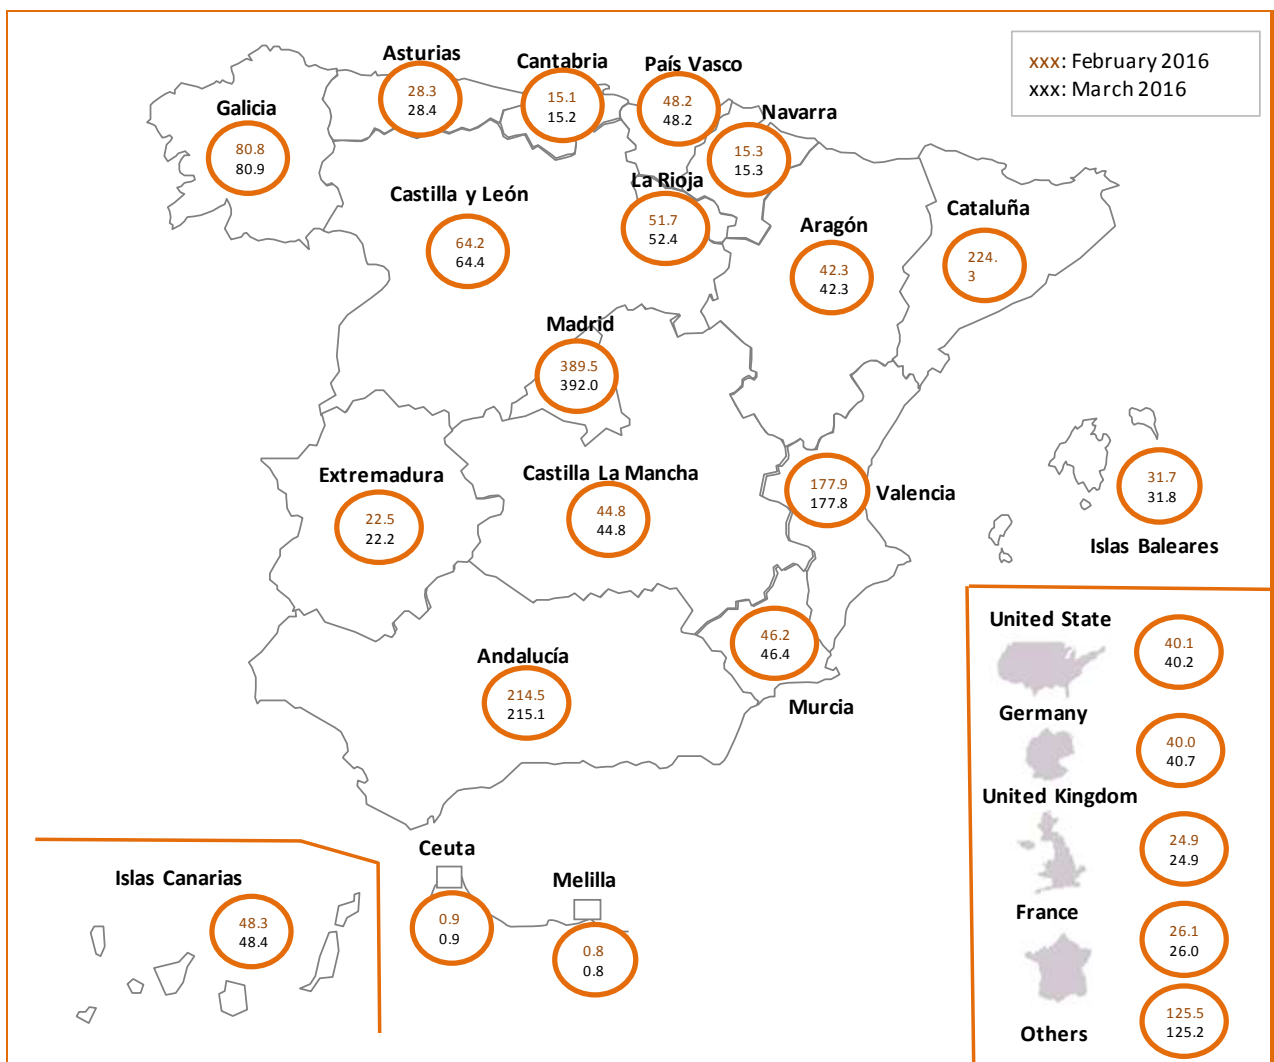 xxx: February 2016
xxx: March 2016
Asturias
28.3
28.4
Cantabria
15.1
15.2
País Vasco
48.2
48.2
Navarra
15.3
15.3
Galicia
80.8
80.9
Castilla y León
64.2
64.4
La Rioja
51.7
52.4
Aragón
42.3
42.3
Cataluña
224.
3
Madrid
389.5
392.0
Extremadura
22.5
22.2
Castilla La Mancha
44.8
44.8
177.9
177.8
Valencia
31.7
31.8
Islas Baleares
Andalucía
214.5
215.1
46.2
46.4
Murcia
United State
40.1
40.2
Germany
40.0
40.7
United Kingdom
24.9
24.9
France
26.1
26.0
Others
125.5
125.2
Islas Canarias
48.3
48.4
Ceuta
0.9
0.9
Melilla
0.8
0.8